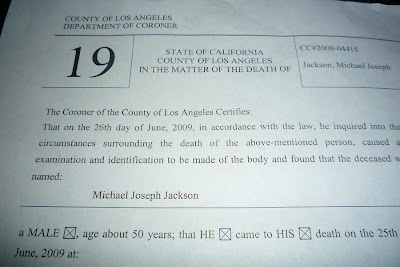 COUNTY OF LOS ANGELES
DEPARTMENT OF CORONER
19
STATE OF CALIFORNIA
COUNTY OF LOS ANGELES
IN THE MATTER OF THE DEATH OF
CC#2009-04415
Jackson, Michael Joseph
The Coroner of the County of Los Angeles Certifies:
That on the 26th day of June, 2009, in accordance with the law, he inquired into the
circumstances surrounding the death of the above-mentioned person, caused a
examination and identification to be made of the body and found that the deceased w
named:
Michael Joseph Jackson
a MALE ☒, age about 50 years; that HE ☒ came to HIS ☒ death on the 25th
June, 2009 at: